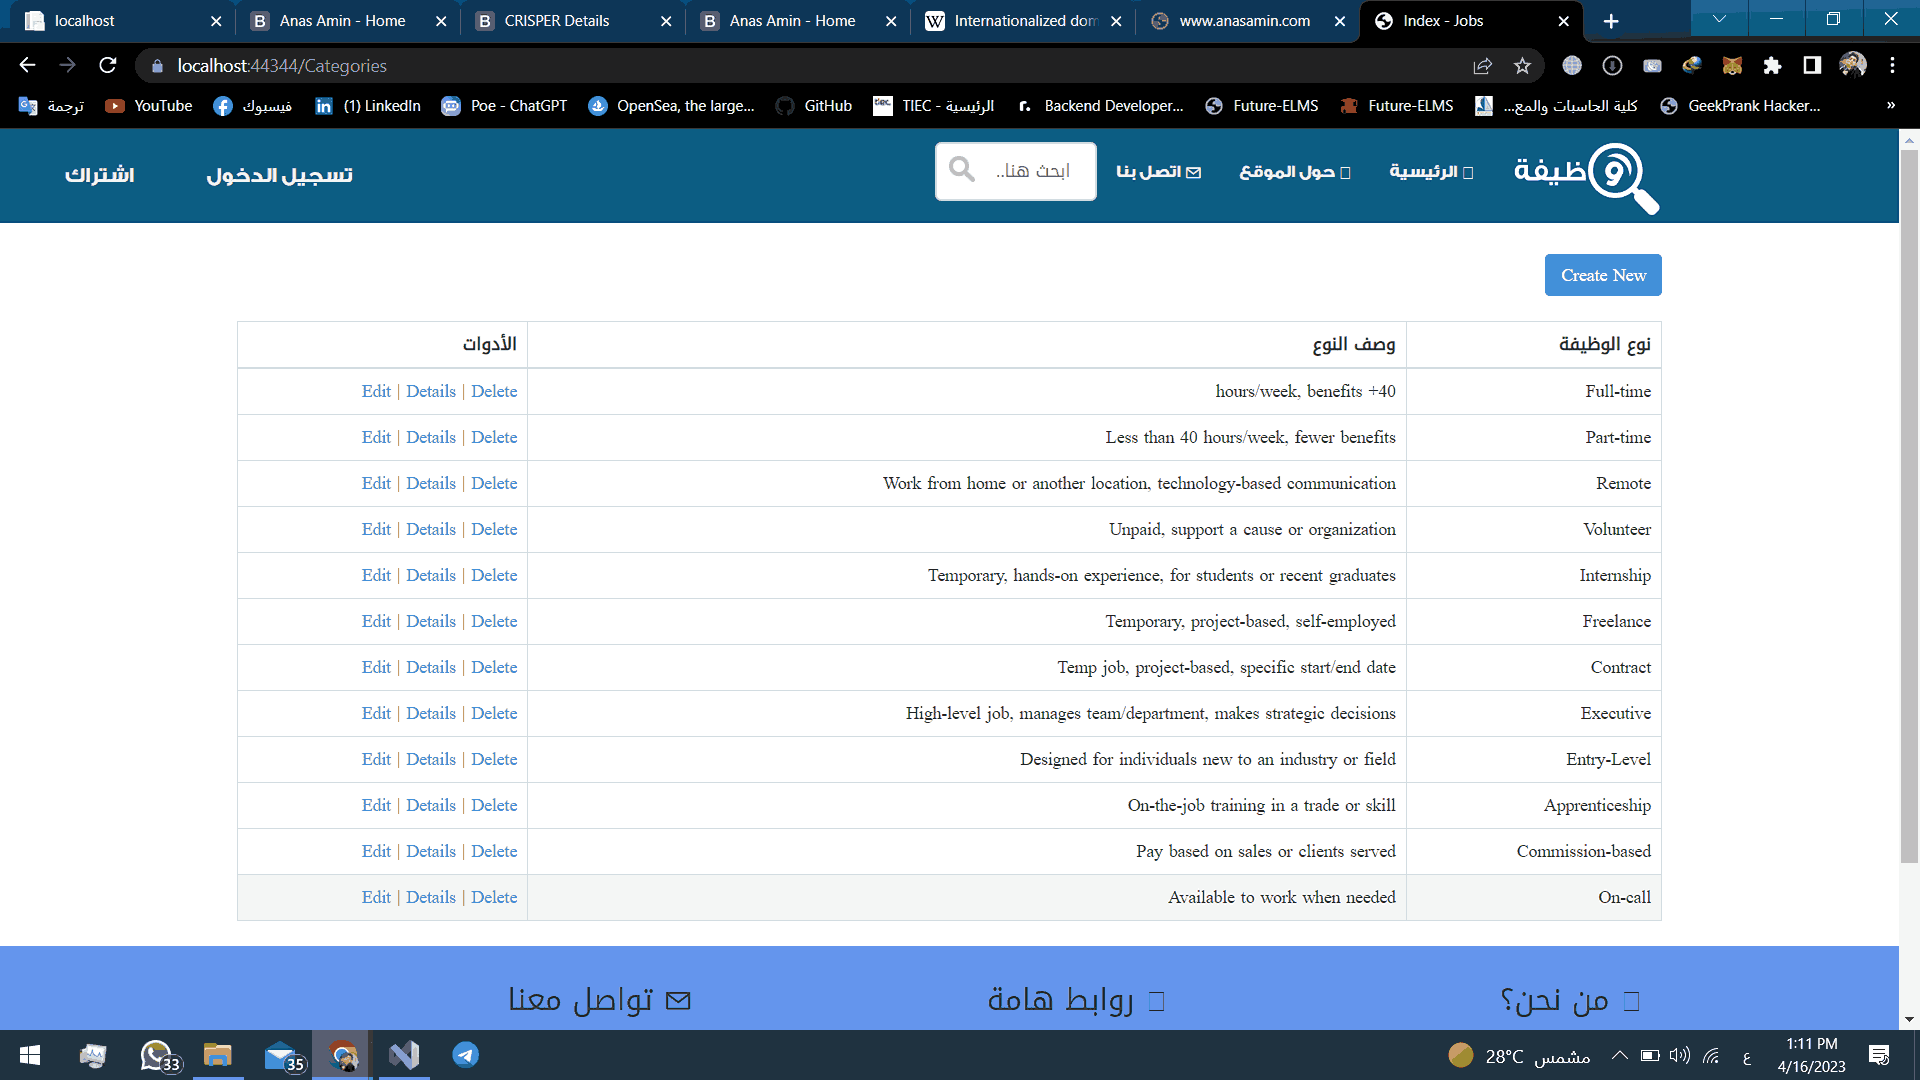 localhost
Anas Amin - Home
CRISPER Details
Anas Amin - Home
Internationalized dom
www.anasamin.com
Index - Jobs
localhost:44344/Categories
ترجمة
YouTube
فيسبوك
(1) LinkedIn
Poe - ChatGPT
OpenSea, the large...
GitHub
TIEC - الرئيسية
Backend Developer...
Future-ELMS
Future-ELMS
كلية الحاسبات والمع...
GeekPrank Hacker...
وظيفة
الرئيسية
حول الموقع
اتصل بنا
ابحث هنا..
تسجيل الدخول
اشتراك
Create New
نوع الوظيفة وصف النوع الأدوات
Full-time hours/week, benefits +40 Edit | Details | Delete
Part-time Less than 40 hours/week, fewer benefits Edit | Details | Delete
Remote Work from home or another location, technology-based communication Edit | Details | Delete
Volunteer Unpaid, support a cause or organization Edit | Details | Delete
Internship Temporary, hands-on experience, for students or recent graduates Edit | Details | Delete
Freelance Temporary, project-based, self-employed Edit | Details | Delete
Contract Temp job, project-based, specific start/end date Edit | Details | Delete
Executive High-level job, manages team/department, makes strategic decisions Edit | Details | Delete
Entry-Level Designed for individuals new to an industry or field Edit | Details | Delete
Apprenticeship On-the-job training in a trade or skill Edit | Details | Delete
Commission-based Pay based on sales or clients served Edit | Details | Delete
On-call Available to work when needed Edit | Details | Delete
من نحن؟
روابط هامة
تواصل معنا
33
35
28°C مشمس
ع
1:11 PM
4/16/2023